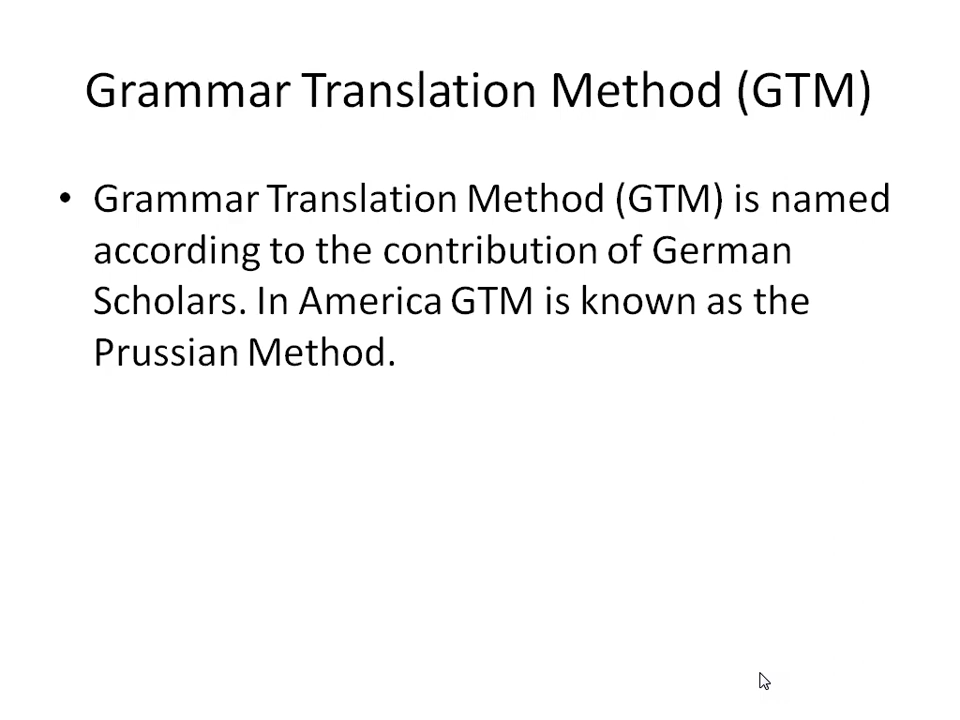 Grammar Translation Method (GTM)
• Grammar Translation Method (GTM) is named
according to the contribution of German
Scholars. In America GTM is known as the
Prussian Method.